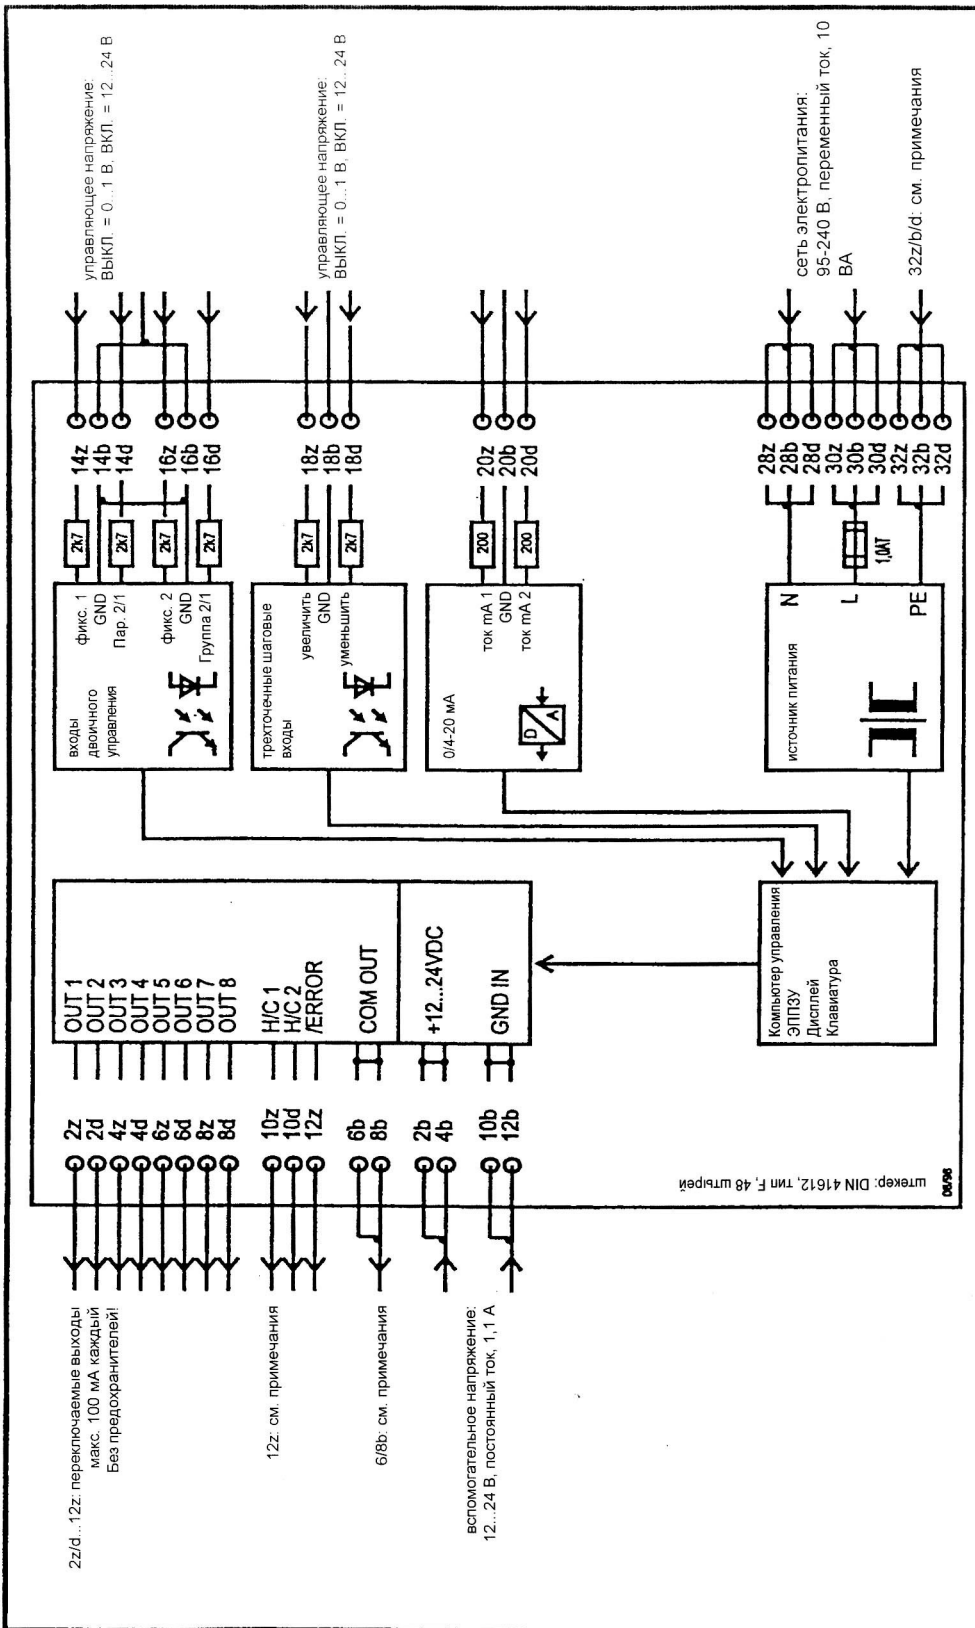 2z/d...12z: переключаемые выходы
макс. 100 мА каждый
Без предохранителей!
12z: см. примечания
6/8b: см. примечания
вспомогательное напряжение:
12...24 В, постоянный ток, 1,1 А
2z
2d
4z
4d
6z
6d
8z
8d
10z
10d
12z
6b
8b
2b
4b
10b
12b
OUT 1
OUT 2
OUT 3
OUT 4
OUT 5
OUT 6
OUT 7
OUT 8
H/C 1
H/C 2
/ERROR
COM OUT
+12...24VDC
GND IN
штекер: DIN 41612, тип F, 48 штырей
08/96
Компьютер управления
ЭППЗУ
Дисплей
Клавиатура
входы
двоичного
управления
фикс. 1
GND
Пар. 2/1
фикс. 2
GND
Группа 2/1
2k7
2k7
2k7
2k7
14z
14b
14d
16z
16b
16d
управляющее напряжение:
ВЫКЛ. = 0...1 В, ВКЛ. = 12...24 В
трехточечные шаговые
входы
увеличить
GND
уменьшить
2k7
2k7
18z
18b
18d
управляющее напряжение:
ВЫКЛ. = 0...1 В, ВКЛ. = 12...24 В
0/4-20 мА
D
A
ток mA 1
GND
ток mA 2
200
200
20z
20b
20d
источник питания
N
L
PE
1,0AT
28z
28b
28d
30z
30b
30d
32z
32b
32d
сеть электропитания:
95-240 В, переменный ток, 10
ВА
32z/b/d: см. примечания